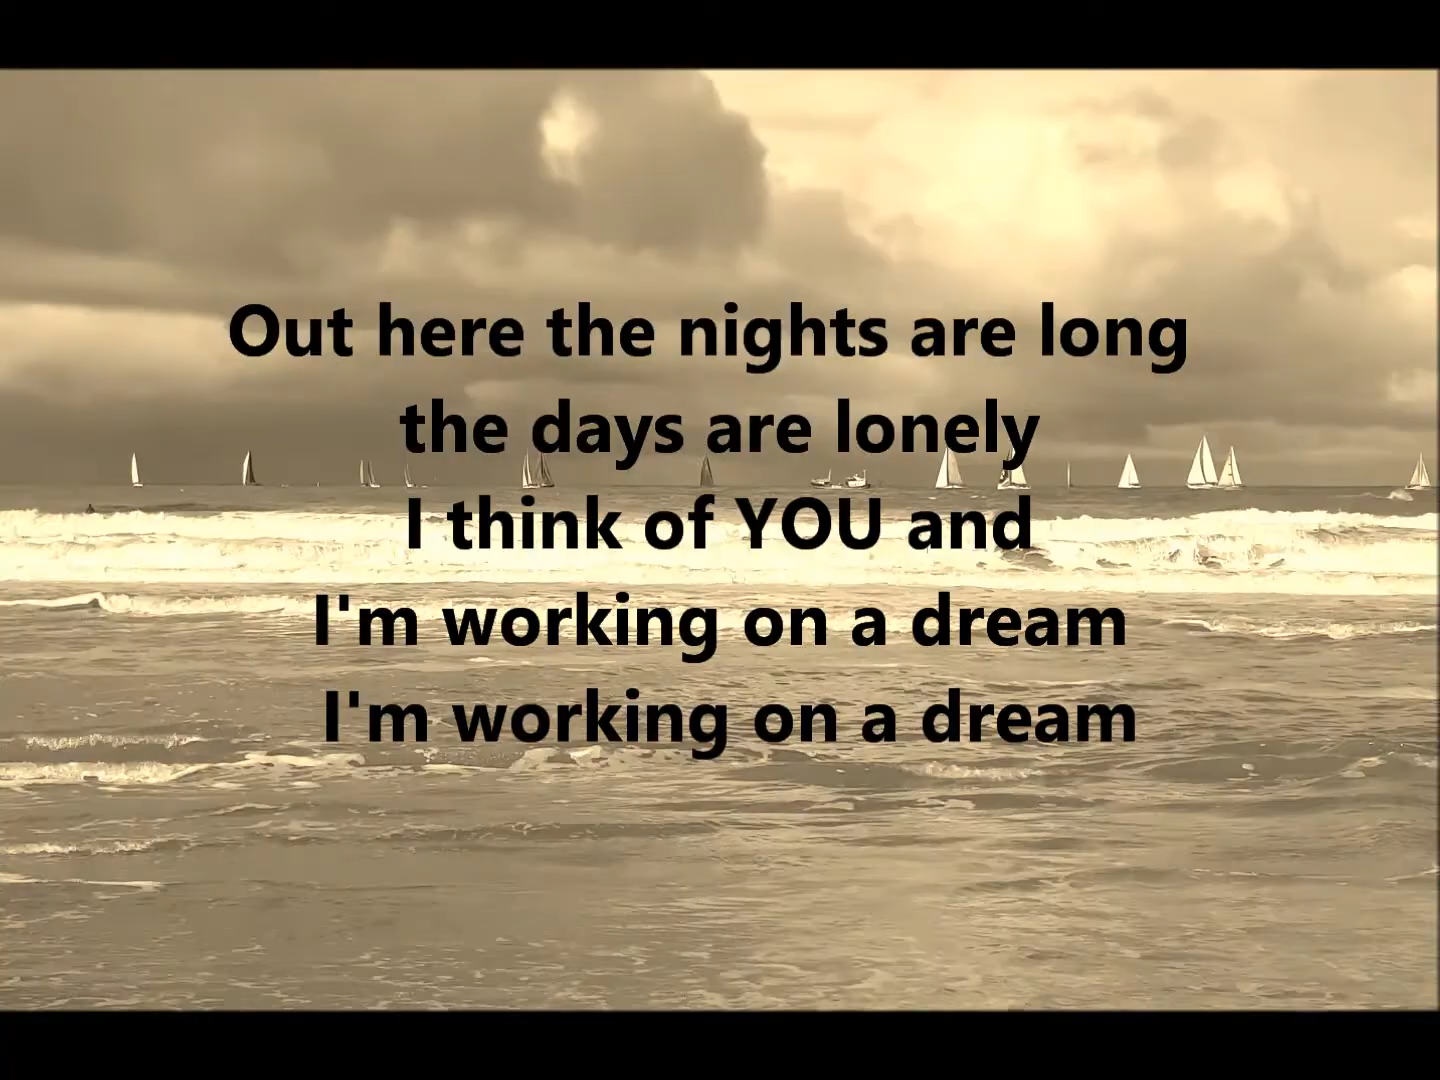 Out here the nights are long
the days are lonely
I think of YOU and
I'm working on a dream
I'm working on a dream